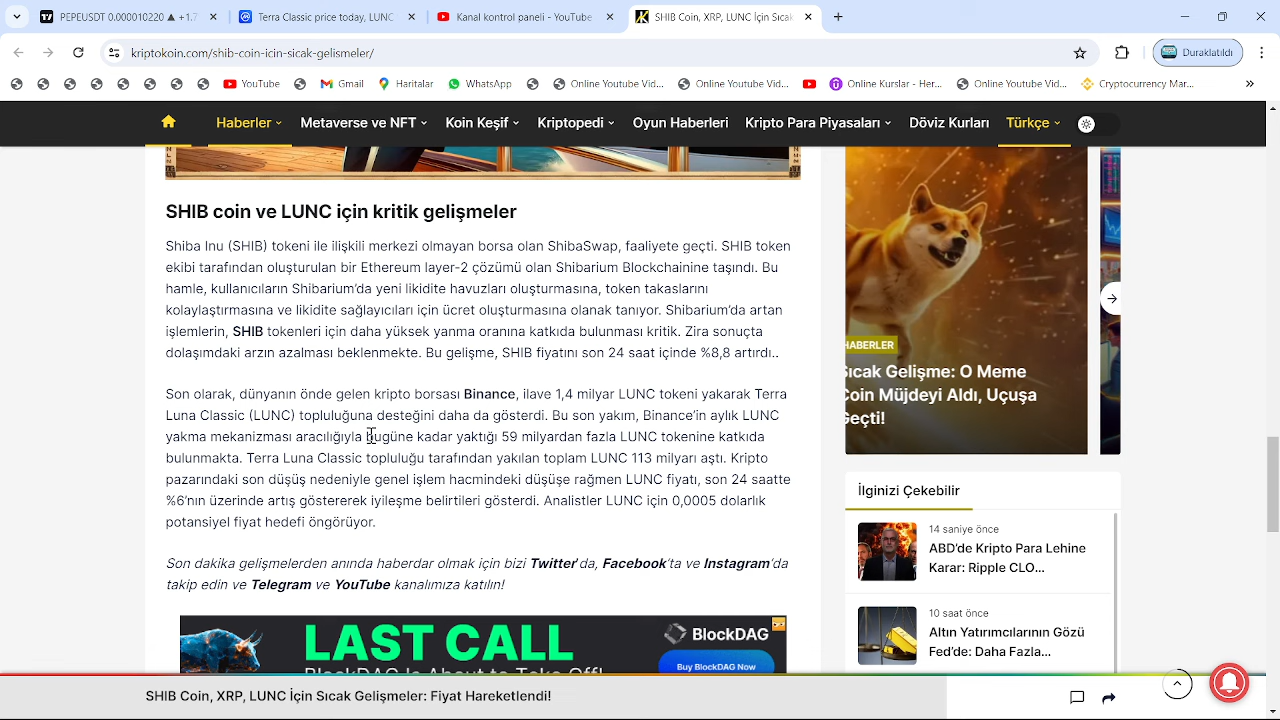 PEPEUSDT 0.00001020 ▲ +1.7
Terra Classic price today, LUNC
Kontrol paneli - YouTube
SHIB Coin, XRP, LUNC İçin Sıcak
kriptokoin.com/shib-coin-icin-sicak-gelismeler/
Duraklatıldı
YouTube
Gmail
Haritalar
WhatsApp
Online Youtube Vid...
Online Kurslar - Her...
Online Youtube Vid...
Cryptocurrency Mar...
Haberler
Metaverse ve NFT
Koin Keşif
Kriptopedi
Oyun Haberleri
Kripto Para Piyasaları
Döviz Kurları
Türkçe
SHIB coin ve LUNC için kritik gelişmeler
Shiba Inu (SHIB) tokeni ile ilişkili merkezi olmayan borsa olan ShibaSwap, faaliyete geçti. SHIB token
ekibi tarafından oluşturulan bir Ethereum layer-2 çözümü olan Shibarium Blockchainine taşındı. Bu
hamle, kullanıcıların Shibarium’da yeni likidite havuzları oluşturmasına, token takaslarını
kolaylaştırmasına ve likidite sağlayıcıları için ücret oluşturmasına olanak tanıyor. Shibarium’da artan
işlemlerin, SHIB tokenleri için daha yüksek yanma oranına katkıda bulunması kritik. Zira sonuçta
dolaşımdaki arzın azalması beklenmekte. Bu gelişme, SHIB fiyatını son 24 saat içinde %8,8 artırdı..
Son olarak, dünyanın önde gelen kripto borsası Binance, ilave 1,4 milyar LUNC tokeni yakarak Terra
Luna Classic (LUNC) topluluğuna desteğini daha da gösterdi. Bu son yakım, Binance’in aylık LUNC
yakma mekanizması aracılığıyla bugüne kadar yaktığı 59 milyardan fazla LUNC tokenine katkıda
bulunmakta. Terra Luna Classic topluluğu tarafından yakılan toplam LUNC 113 milyarı aştı. Kripto
pazarındaki son düşüş nedeniyle genel işlem hacmindeki düşüşe rağmen LUNC fiyatı, son 24 saatte
%6’nın üzerinde artış göstererek iyileşme belirtileri gösterdi. Analistler LUNC için 0,0005 dolarlık
potansiyel fiyat hedefi öngörüyor.
Son dakika gelişmelerinden anında haberdar olmak için bizi Twitter’da, Facebook’ta ve Instagram’da
takip edin ve Telegram ve YouTube kanalımıza katılın!
HABERLER
Sıcak Gelişme: O Meme
Coin Müjdeyi Aldı, Uçuşa
Geçti!
İlginizi Çekebilir
14 saniye önce
ABD’de Kripto Para Lehine
Karar: Ripple CLO...
10 saat önce
Altın Yatırımcılarının Gözü
Fed’de: Daha Fazla...
LAST CALL
BlockDAG Is About to Take Off!
BlockDAG
Buy BlockDAG Now
SHIB Coin, XRP, LUNC İçin Sıcak Gelişmeler: Fiyat Hareketlendi!